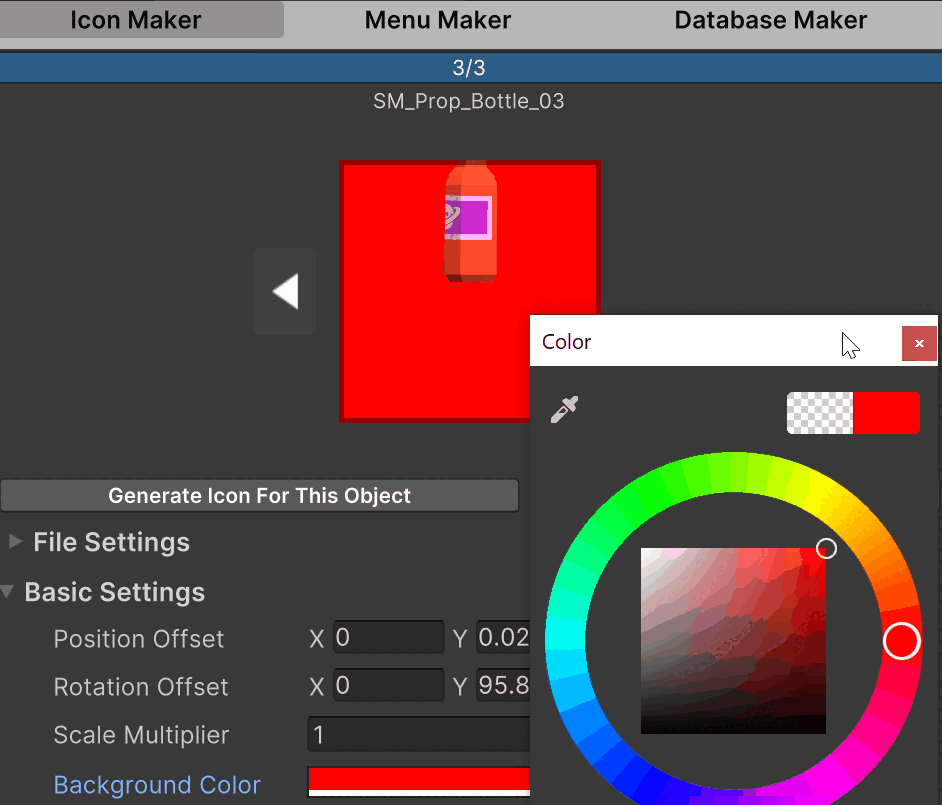 Icon Maker Menu Maker Database Maker
3/3
SM_Prop_Bottle_03
Color
Generate Icon For This Object
File Settings
Basic Settings
Position Offset X 0 Y 0.02
Rotation Offset X 0 Y 95.8
Scale Multiplier 1
Background Color